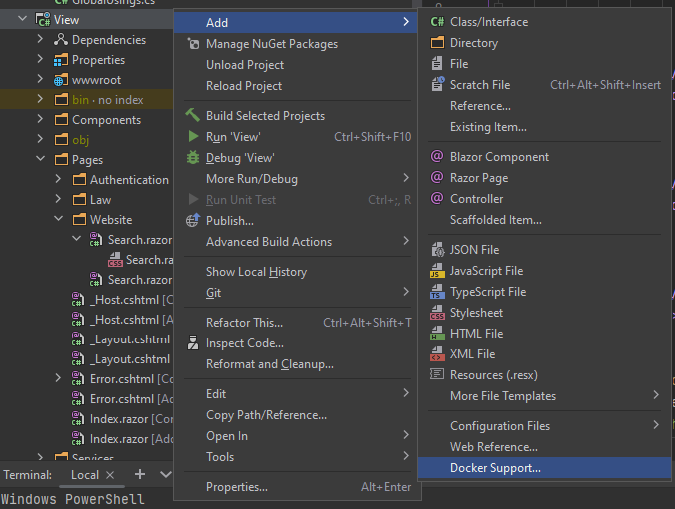 GlobalUsings.cs
View
Dependencies
Properties
wwwroot
bin · no index
Components
obj
Pages
Authentication
Law
Website
Search.razor
Search.ra
Search.razor
_Host.cshtml [C
_Host.cshtml [A
_Layout.cshtml
_Layout.cshtml
Error.cshtml [Co
Error.cshtml [Ad
Index.razor [Con
Index.razor [Add
Services
Terminal: Local × +
Windows PowerShell
Add
Manage NuGet Packages
Unload Project
Reload Project
Build Selected Projects
Run 'View' Ctrl+Shift+F10
Debug 'View'
More Run/Debug
Run Unit Test Ctrl+;, R
Publish...
Advanced Build Actions
Show Local History
Git
Refactor This... Ctrl+Alt+Shift+T
Inspect Code...
Reformat and Cleanup...
Edit
Copy Path/Reference...
Open In
Tools
Properties... Alt+Enter
C# Class/Interface
Directory
File
Scratch File Ctrl+Alt+Shift+Insert
Reference...
Existing Item...
@ Blazor Component
@ Razor Page
@ Controller
Scaffolded Item...
JSON File
JS JavaScript File
TS TypeScript File
CSS Stylesheet
HTML File
XML File
Resources (.resx)
More File Templates
Configuration Files
Web Reference...
Docker Support...